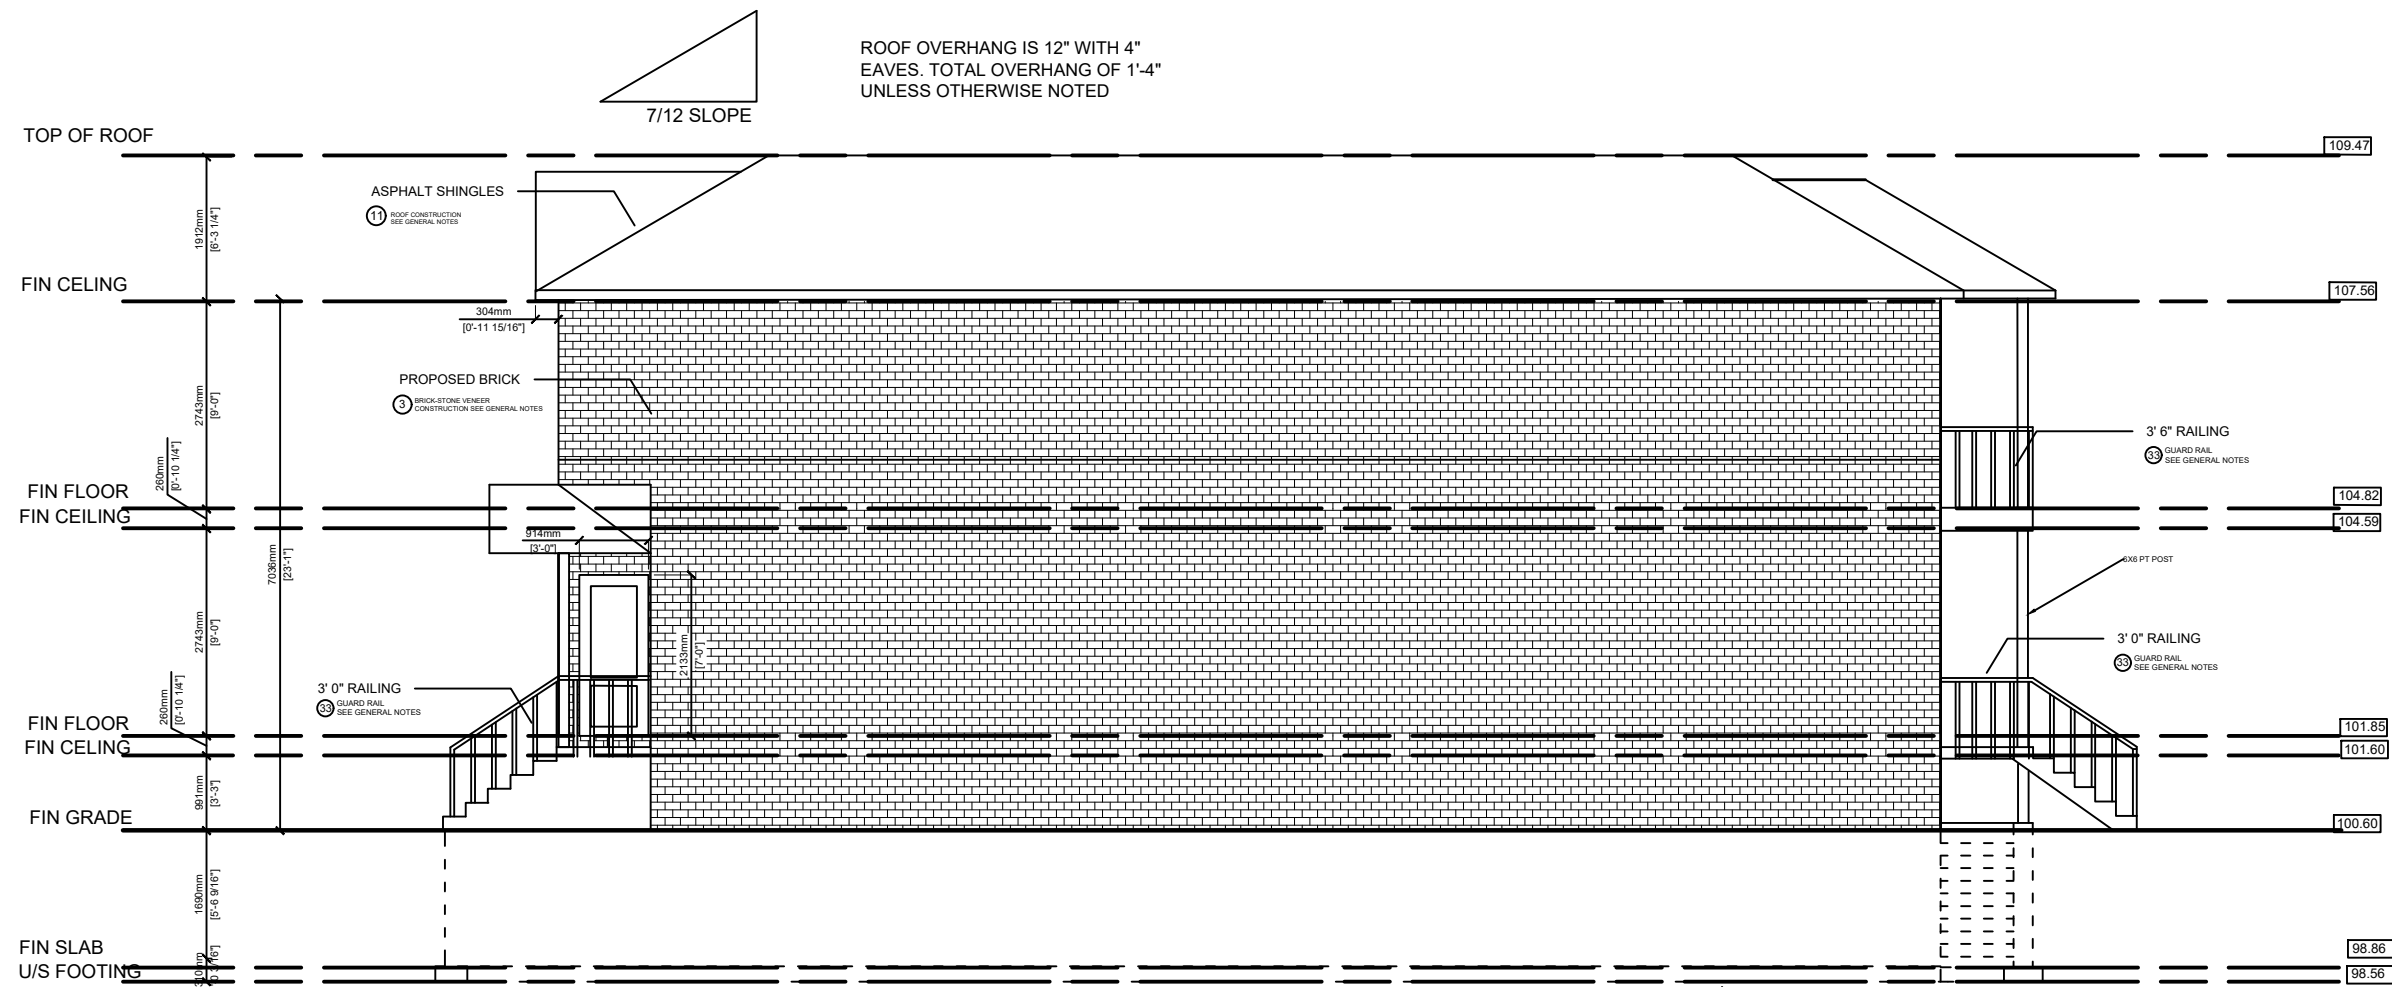 ROOF OVERHANG IS 12" WITH 4"
EAVES. TOTAL OVERHANG OF 1'-4"
UNLESS OTHERWISE NOTED
7/12 SLOPE
TOP OF ROOF
109.47
ASPHALT SHINGLES
11 ROOF CONSTRUCTION
SEE GENERAL NOTES
1912mm
[6'-3 1/4"]
FIN CELING
107.56
304mm
[0'-11 15/16"]
PROPOSED BRICK
3 BRICK-STONE VENEER
CONSTRUCTION SEE GENERAL NOTES
2743mm
[9'-0"]
3' 6" RAILING
33 GUARD RAIL
SEE GENERAL NOTES
260mm
[0'-10 1/4"]
FIN FLOOR
104.82
FIN CEILING
104.59
914mm
[3'-0"]
7036mm
[23'-1"]
6X6 PT POST
2743mm
[9'-0"]
2133mm
[7'-0"]
3' 0" RAILING
33 GUARD RAIL
SEE GENERAL NOTES
3' 0" RAILING
33 GUARD RAIL
SEE GENERAL NOTES
260mm
[0'-10 1/4"]
FIN FLOOR
101.85
FIN CELING
101.60
991mm
[3'-3"]
FIN GRADE
100.60
1690mm
[5'-6 9/16"]
FIN SLAB
98.86
U/S FOOTING
98.56